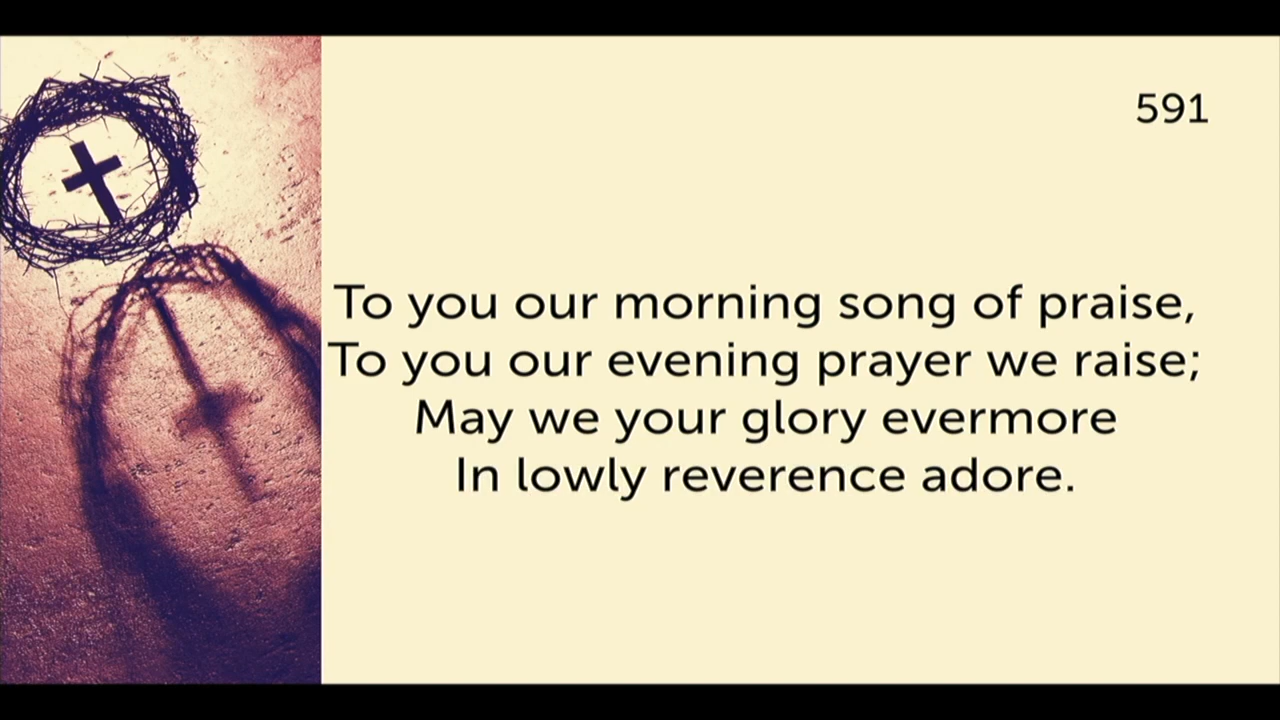 591
To you our morning song of praise,
To you our evening prayer we raise;
May we your glory evermore
In lowly reverence adore.